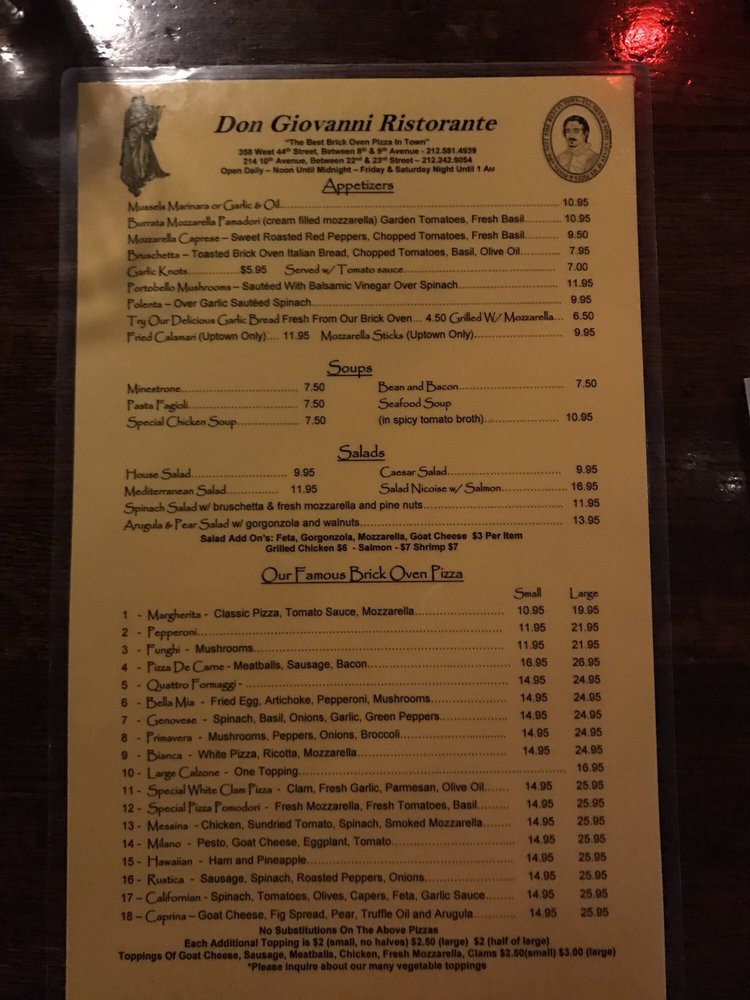 Don Giovanni Ristorante
"The Best Brick Oven Pizza In Town"
358 West 44th Street, Between 8th & 9th Avenue - 212.581.4939
214 10th Avenue, Between 22nd & 23rd Street – 212.242.9054
Open Daily – Noon Until Midnight – Friday & Saturday Night Until 1 AM
Appetizers
Mussels Marinara or Garlic & Oil 10.95
Burrata Mozzarella Pamadori (cream filled mozzarella) Garden Tomatoes, Fresh Basil 10.95
Mozzarella Caprese – Sweet Roasted Red Peppers, Chopped Tomatoes, Fresh Basil 9.50
Bruschetta – Toasted Brick Oven Italian Bread, Chopped Tomatoes, Basil, Olive Oil 7.95
Garlic Knots $5.95 Served w/ Tomato sauce 7.00
Portobello Mushrooms – Sautéed With Balsamic Vinegar Over Spinach 11.95
Polenta – Over Garlic Sautéed Spinach 9.95
Try Our Delicious Garlic Bread Fresh From Our Brick Oven... 4.50 Grilled W/ Mozzarella... 6.50
Fried Calamari (Uptown Only).... 11.95 Mozzarella Sticks (Uptown Only) 9.95
Soups
Minestrone 7.50 Bean and Bacon 7.50
Pasta Fagioli 7.50 Seafood Soup
Special Chicken Soup 7.50 (in spicy tomato broth) 10.95
Salads
House Salad 9.95 Caesar Salad 9.95
Mediterranean Salad 11.95 Salad Nicoise w/ Salmon 16.95
Spinach Salad w/ bruschetta & fresh mozzarella and pine nuts 11.95
Arugula & Pear Salad w/ gorgonzola and walnuts 13.95
Salad Add On's: Feta, Gorgonzola, Mozzarella, Goat Cheese $3 Per Item
Grilled Chicken $6 - Salmon - $7 Shrimp $7
Our Famous Brick Oven Pizza
Small Large
1 - Margherita - Classic Pizza, Tomato Sauce, Mozzarella 10.95 19.95
2 - Pepperoni 11.95 21.95
3 - Funghi - Mushrooms 11.95 21.95
4 - Pizza De Carne - Meatballs, Sausage, Bacon 16.95 26.95
5 - Quattro Formaggi - 14.95 24.95
6 - Bella Mia - Fried Egg, Artichoke, Pepperoni, Mushrooms 14.95 24.95
7 - Genovese - Spinach, Basil, Onions, Garlic, Green Peppers 14.95 24.95
8 - Primavera - Mushrooms, Peppers, Onions, Broccoli 14.95 24.95
9 - Bianca - White Pizza, Ricotta, Mozzarella 14.95 24.95
10 - Large Calzone - One Topping 16.95
11 - Special White Clam Pizza - Clam, Fresh Garlic, Parmesan, Olive Oil 14.95 25.95
12 - Special Pizza Pomodori - Fresh Mozzarella, Fresh Tomatoes, Basil 14.95 25.95
13 - Messina - Chicken, Sundried Tomato, Spinach, Smoked Mozzarella 14.95 25.95
14 - Milano - Pesto, Goat Cheese, Eggplant, Tomato 14.95 25.95
15 - Hawaiian - Ham and Pineapple 14.95 25.95
16 - Rustica - Sausage, Spinach, Roasted Peppers, Onions 14.95 25.95
17 – Californian - Spinach, Tomatoes, Olives, Capers, Feta, Garlic Sauce 14.95 25.95
18 – Caprina – Goat Cheese, Fig Spread, Pear, Truffle Oil and Arugula 14.95 25.95
No Substitutions On The Above Pizzas
Each Additional Topping is $2 (small, no halves) $2.50 (large) $2 (half of large)
Toppings Of Goat Cheese, Sausage, Meatballs, Chicken, Fresh Mozzarella, Clams $2.50(small) $3.00 (large)
*Please inquire about our many vegetable toppings